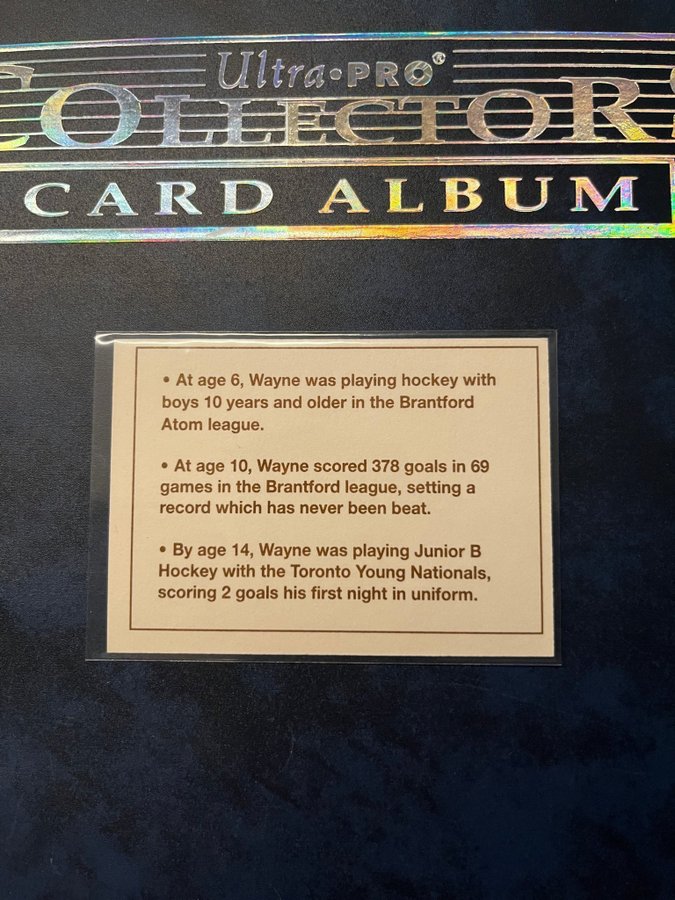 Ultra•PRO®
COLLECTORS
CARD ALBUM
• At age 6, Wayne was playing hockey with
boys 10 years and older in the Brantford
Atom league.
• At age 10, Wayne scored 378 goals in 69
games in the Brantford league, setting a
record which has never been beat.
• By age 14, Wayne was playing Junior B
Hockey with the Toronto Young Nationals,
scoring 2 goals his first night in uniform.